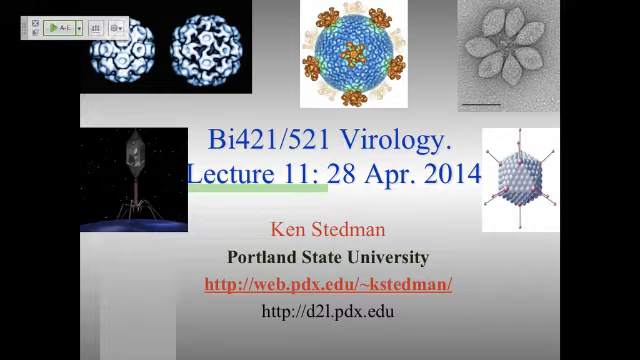 A-E
Bi421/521 Virology.
Lecture 11: 28 Apr. 2014
Ken Stedman
Portland State University
http://web.pdx.edu/~kstedman/
http://d2l.pdx.edu